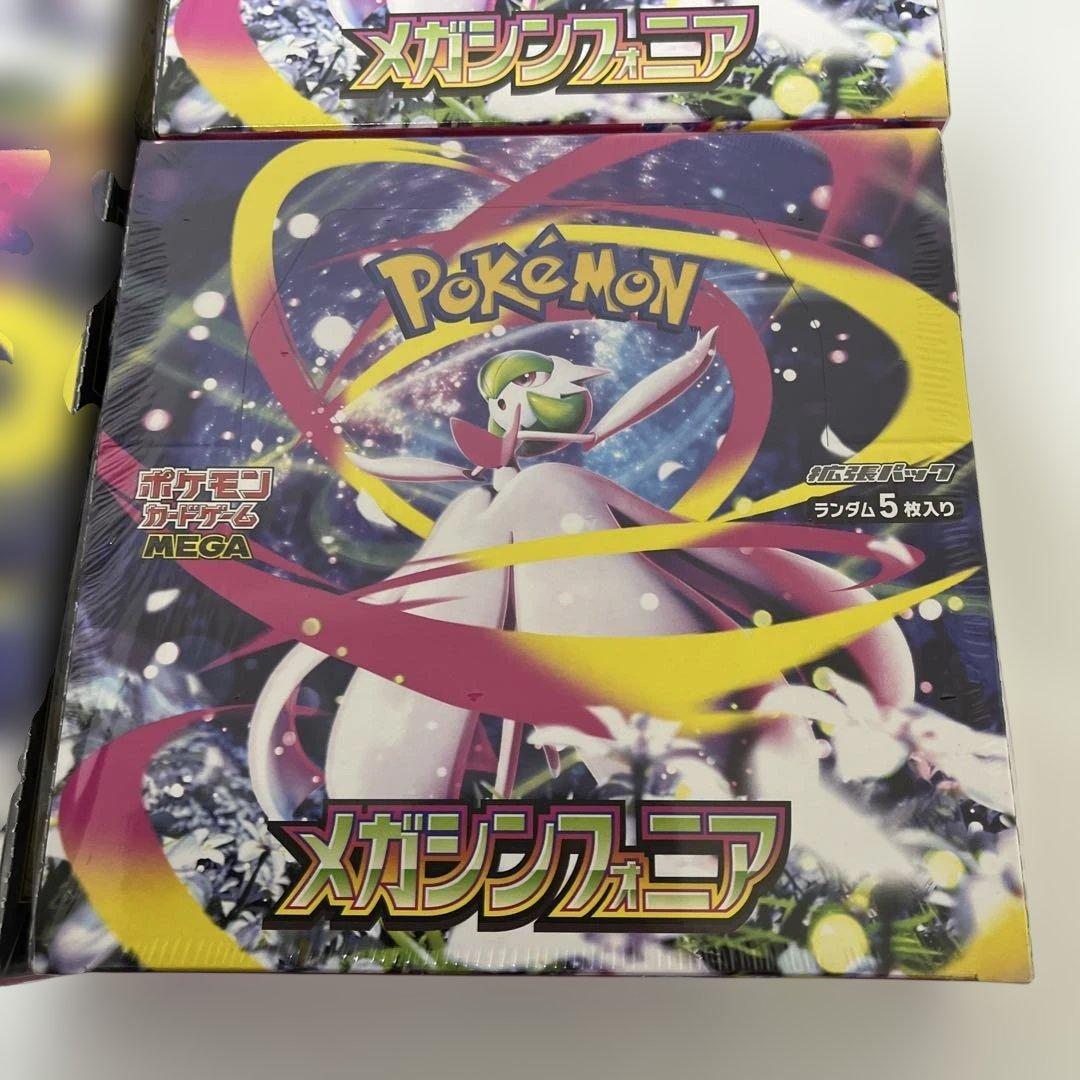 メガシンフォニア
POKéMON
TM
ポケモン
カードゲーム
MEGA
拡張パック
ランダム5枚入り
メガシンフォニア